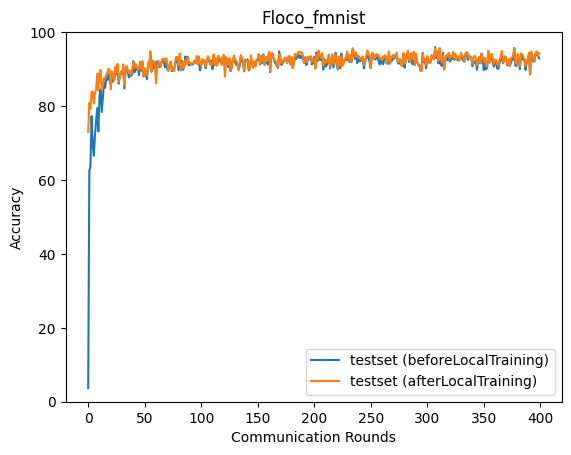 Floco_fmnist
100
80
60
40
20
0
Accuracy
0 50 100 150 200 250 300 350 400
Communication Rounds
testset (beforeLocalTraining)
testset (afterLocalTraining)